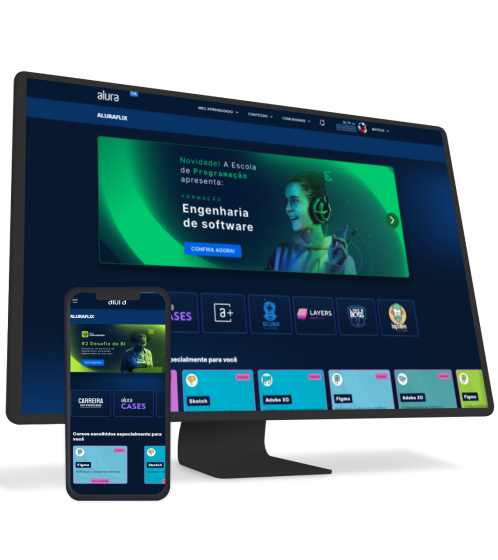 alura
MEU APRENDIZADO
CONTEÚDO
COMUNIDADE
MATEUS
ALURAFLIX
Novidade! A Escola
de Programação
apresenta:
FORMAÇÃO
Engenharia
de software
CONFIRA AGORA!
ASES
a+
SCUBA
LAYERS
especialmente para você
Sketch
Adobe XD
Figma
Adobe XD
Figma
alura
ALURAFLIX
#2 Desafio de BI
CARREIRA
alura
CASES
Cursos escolhidos especialmente para
você
Figma
Sketch